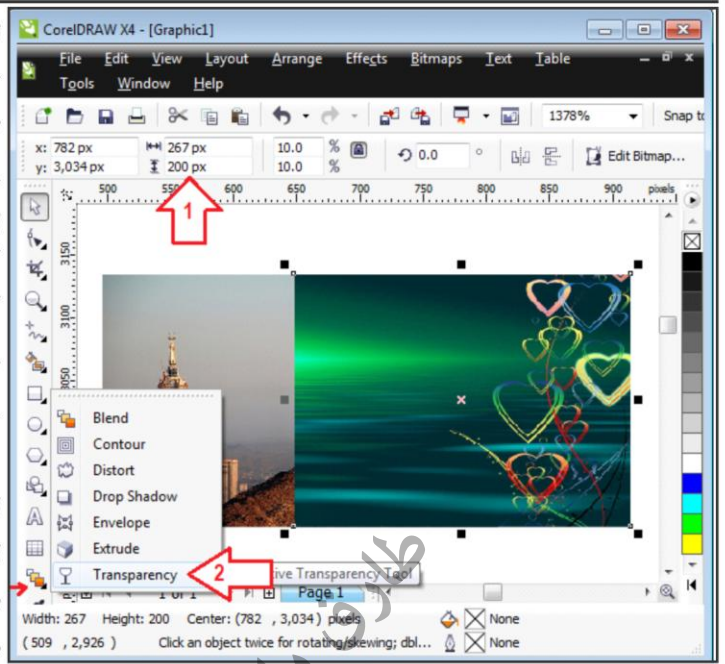 CorelDRAW X4 - [Graphic1]
File Edit View Layout Arrange Effects Bitmaps Text Table
Tools Window Help
1378% Snap to
x: 782 px 267 px 10.0 % 0.0 ° Edit Bitmap...
y: 3,034 px 200 px 10.0 %
500 550 600 650 700 750 800 850 900 pixels
1
3150
3100
3050
Blend
Contour
Distort
Drop Shadow
Envelope
Extrude
Transparency 2 ive Transparency Tool
1 of 1 Page 1
Width: 267 Height: 200 Center: (782 , 3,034 ) pixels None
( 509 , 2,926 ) Click an object twice for rotating/skewing; dbl... None
طارق